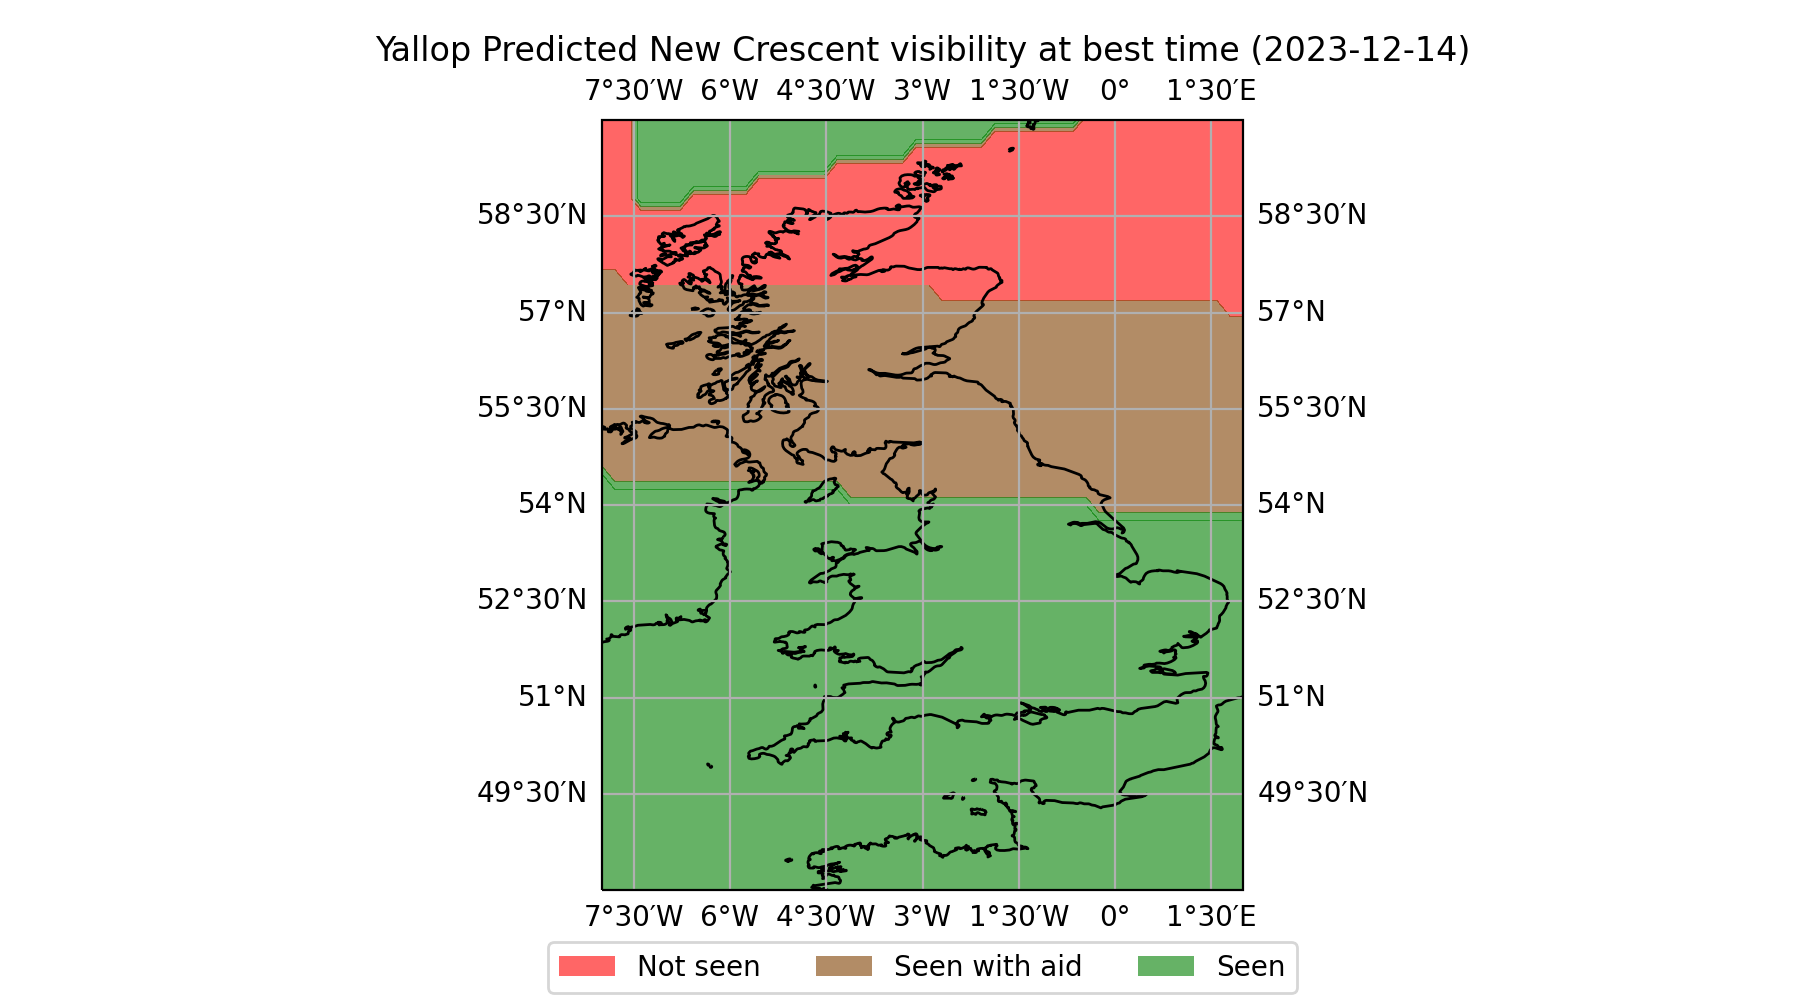 Yallop Predicted New Crescent visibility at best time (2023-12-14)
7°30′W 6°W 4°30′W 3°W 1°30′W 0° 1°30′E
58°30′N 58°30′N
57°N 57°N
55°30′N 55°30′N
54°N 54°N
52°30′N 52°30′N
51°N 51°N
49°30′N 49°30′N
7°30′W 6°W 4°30′W 3°W 1°30′W 0° 1°30′E
Not seen Seen with aid Seen